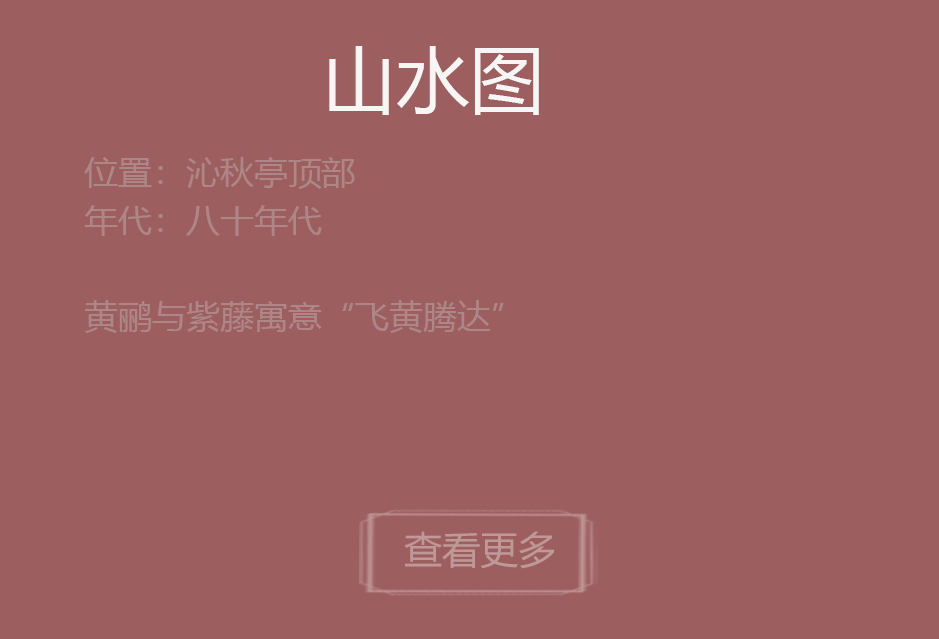 山水图
位置：沁秋亭顶部
年代：八十年代
黄鹂与紫藤寓意“飞黄腾达”
查看更多